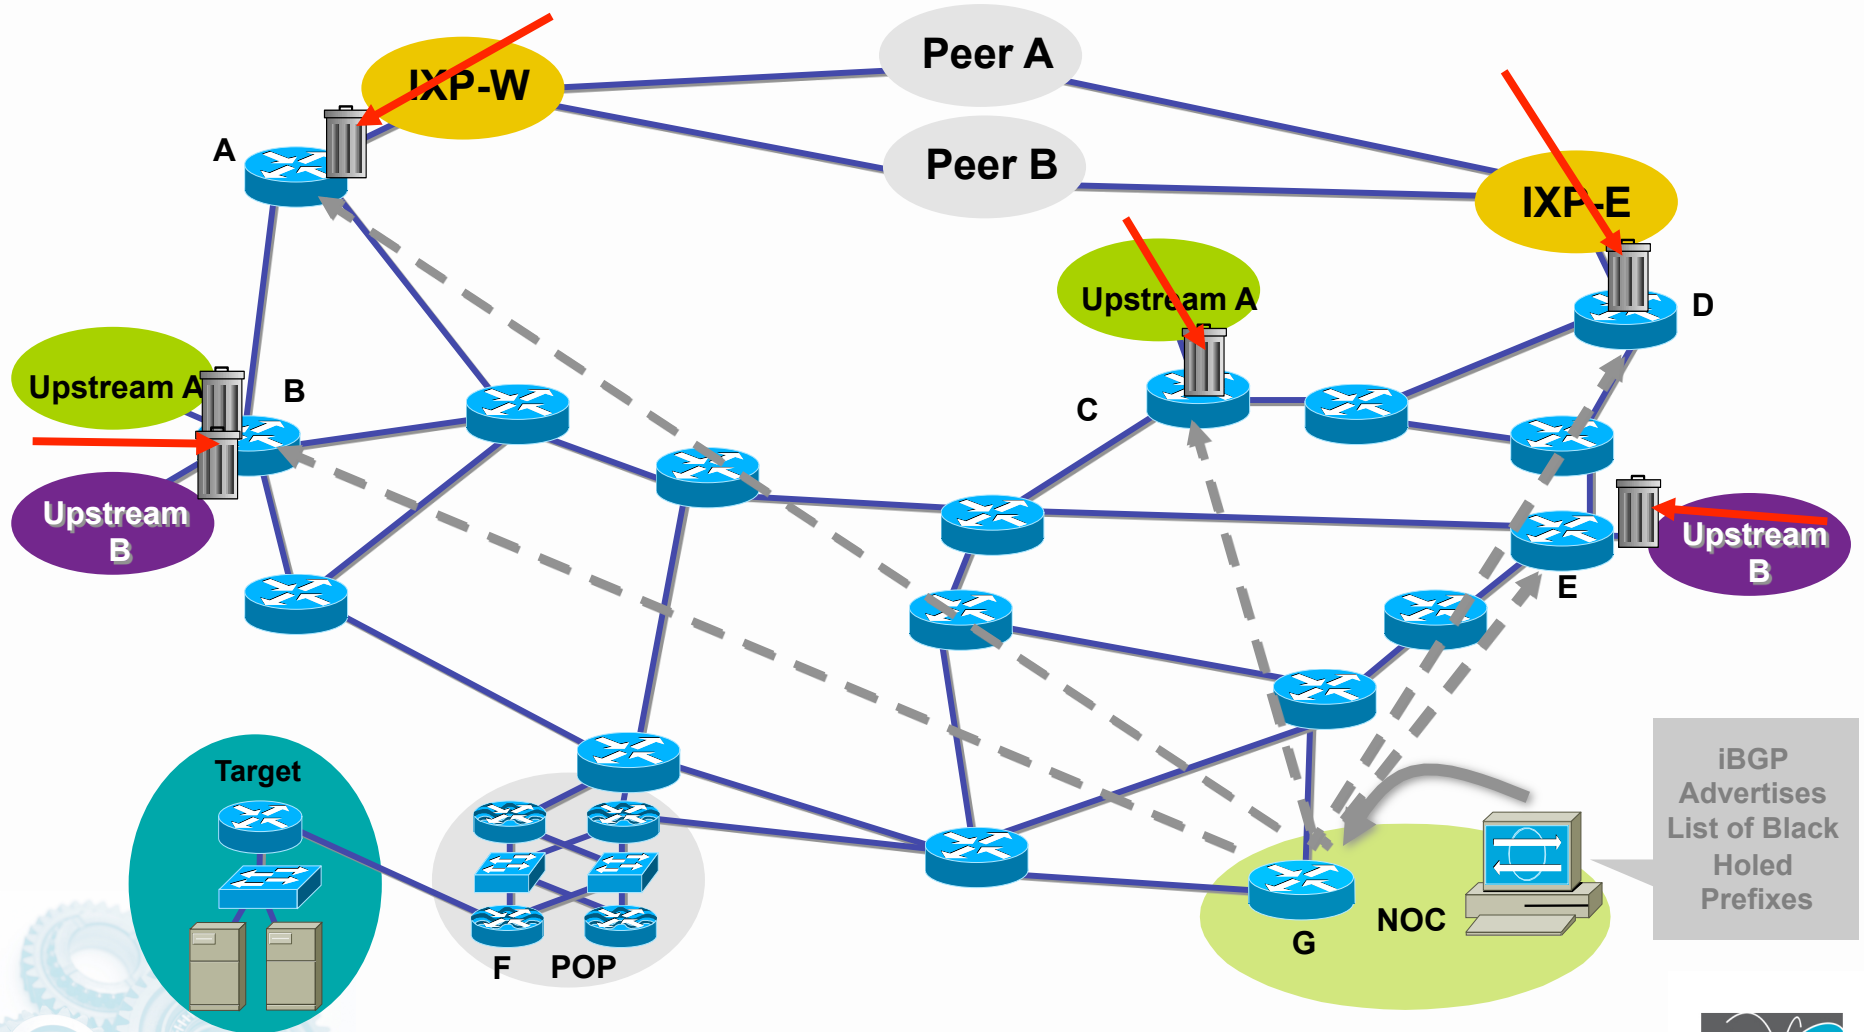 Peer A
IXP-W
A
Peer B
IXP-E
Upstream A
D
Upstream A
B
C
Upstream
B
Upstream
B
E
Target
iBGP
Advertises
List of Black
Holed
Prefixes
NOC
G
F
POP